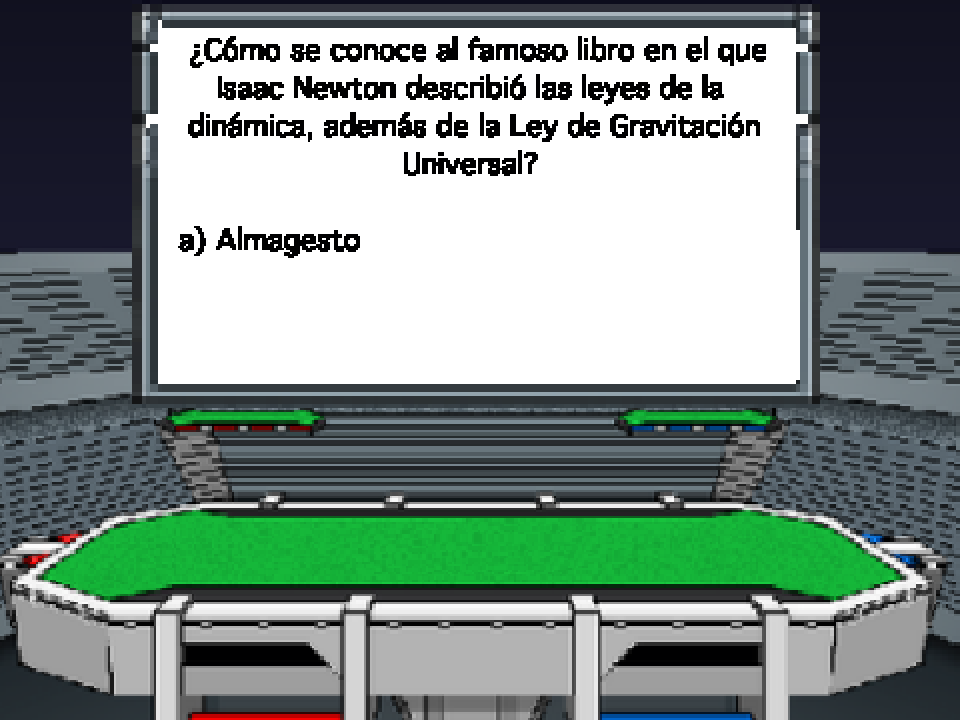 ¿Cómo se conoce al famoso libro en el que
Isaac Newton describió las leyes de la
dinámica, además de la Ley de Gravitación
Universal?
a) Almagesto